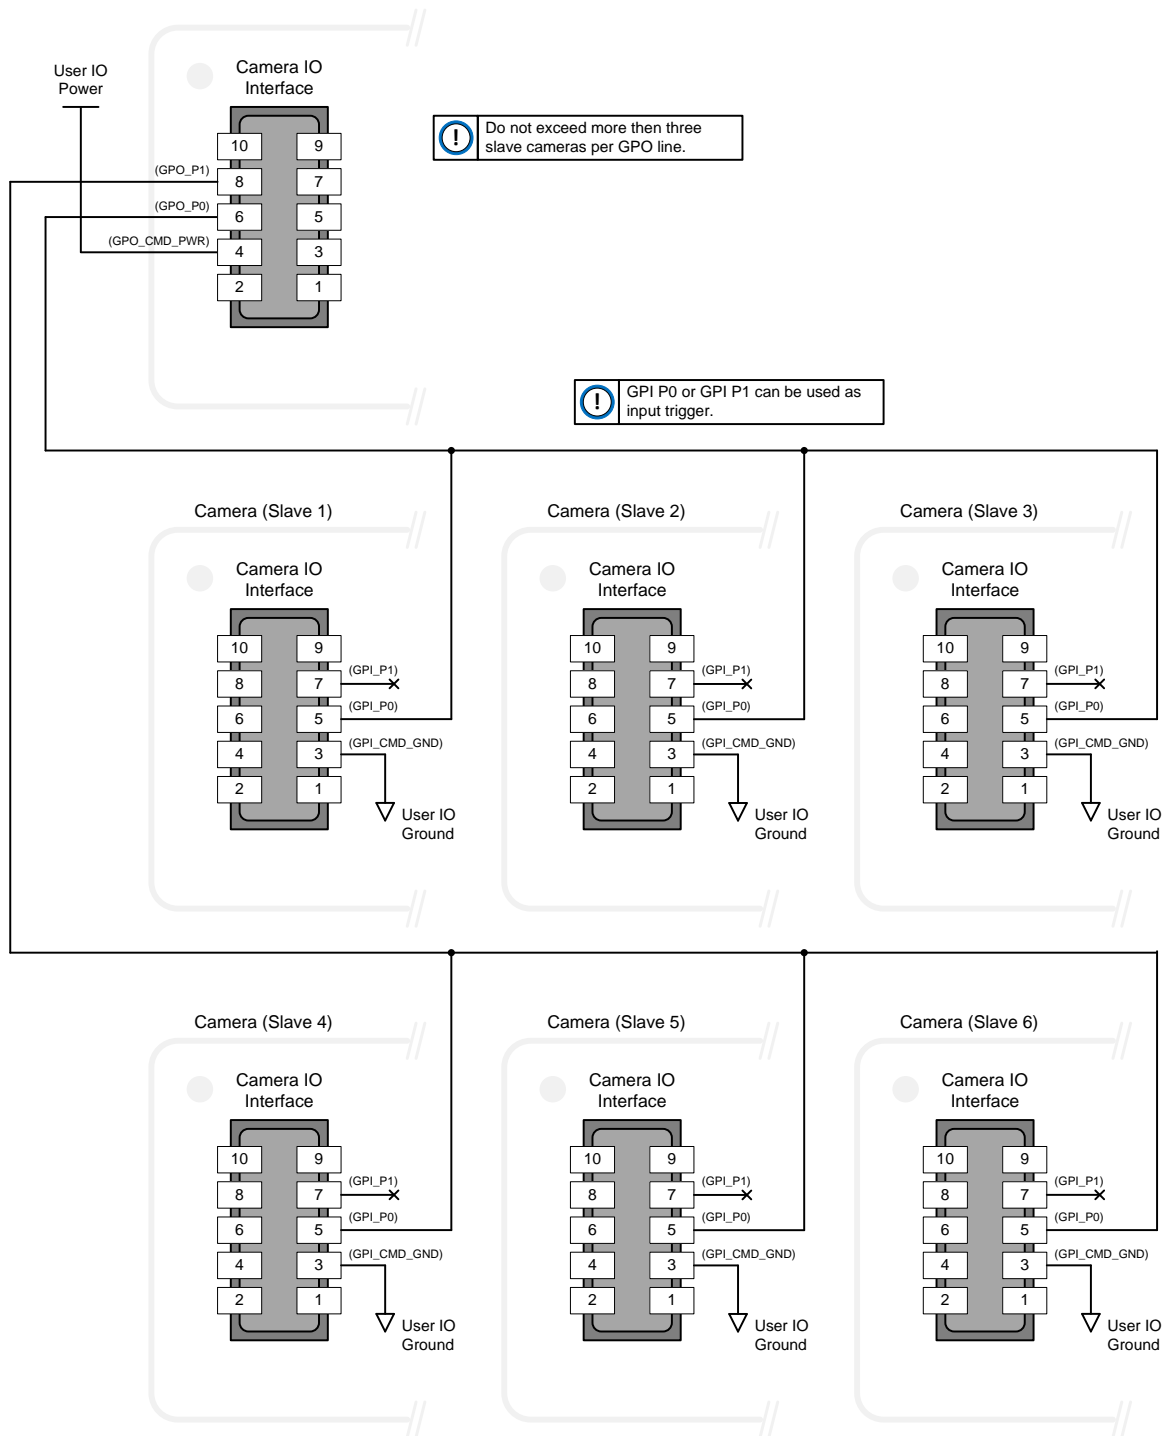 User IO
Power
Camera IO
Interface
Do not exceed more then three
slave cameras per GPO line.
10 9
(GPO_P1)
8 7
(GPO_P0)
6 5
(GPO_CMD_PWR)
4 3
2 1
GPI P0 or GPI P1 can be used as
input trigger.
Camera (Slave 1)
Camera IO
Interface
10 9
(GPI_P1)
8 7
(GPI_P0)
6 5
(GPI_CMD_GND)
4 3
2 1
User IO
Ground
Camera (Slave 2)
Camera IO
Interface
10 9
(GPI_P1)
8 7
(GPI_P0)
6 5
(GPI_CMD_GND)
4 3
2 1
User IO
Ground
Camera (Slave 3)
Camera IO
Interface
10 9
(GPI_P1)
8 7
(GPI_P0)
6 5
(GPI_CMD_GND)
4 3
2 1
User IO
Ground
Camera (Slave 4)
Camera IO
Interface
10 9
(GPI_P1)
8 7
(GPI_P0)
6 5
(GPI_CMD_GND)
4 3
2 1
User IO
Ground
Camera (Slave 5)
Camera IO
Interface
10 9
(GPI_P1)
8 7
(GPI_P0)
6 5
(GPI_CMD_GND)
4 3
2 1
User IO
Ground
Camera (Slave 6)
Camera IO
Interface
10 9
(GPI_P1)
8 7
(GPI_P0)
6 5
(GPI_CMD_GND)
4 3
2 1
User IO
Ground